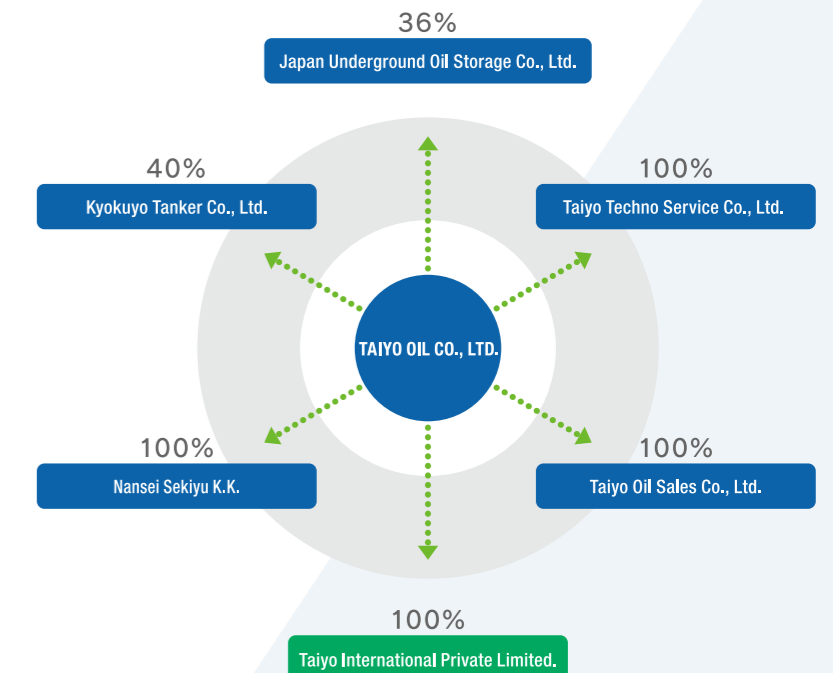 36%
Japan Underground Oil Storage Co., Ltd.
40%
Kyokuyo Tanker Co., Ltd.
100%
Taiyo Techno Service Co., Ltd.
TAIYO OIL CO., LTD.
100%
Nansei Sekiyu K.K.
100%
Taiyo Oil Sales Co., Ltd.
100%
Taiyo International Private Limited.